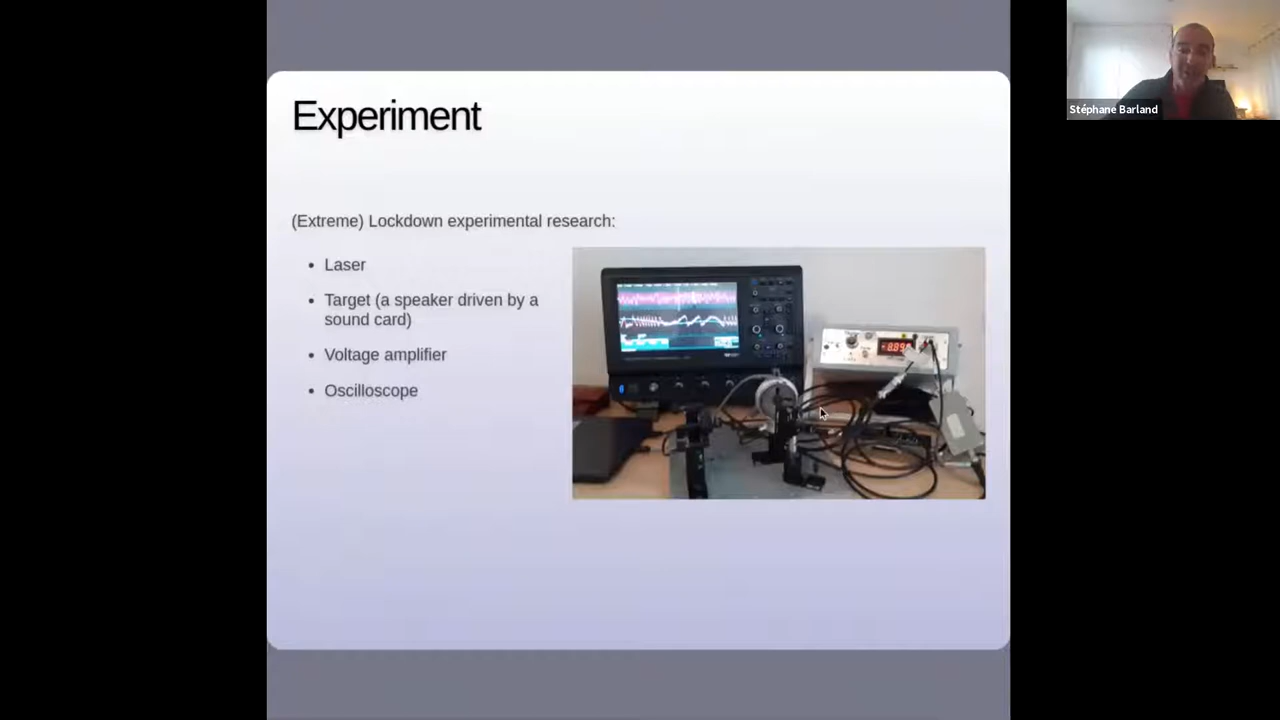 Experiment
Stéphane Barland
(Extreme) Lockdown experimental research:
• Laser
• Target (a speaker driven by a
sound card)
• Voltage amplifier
• Oscilloscope